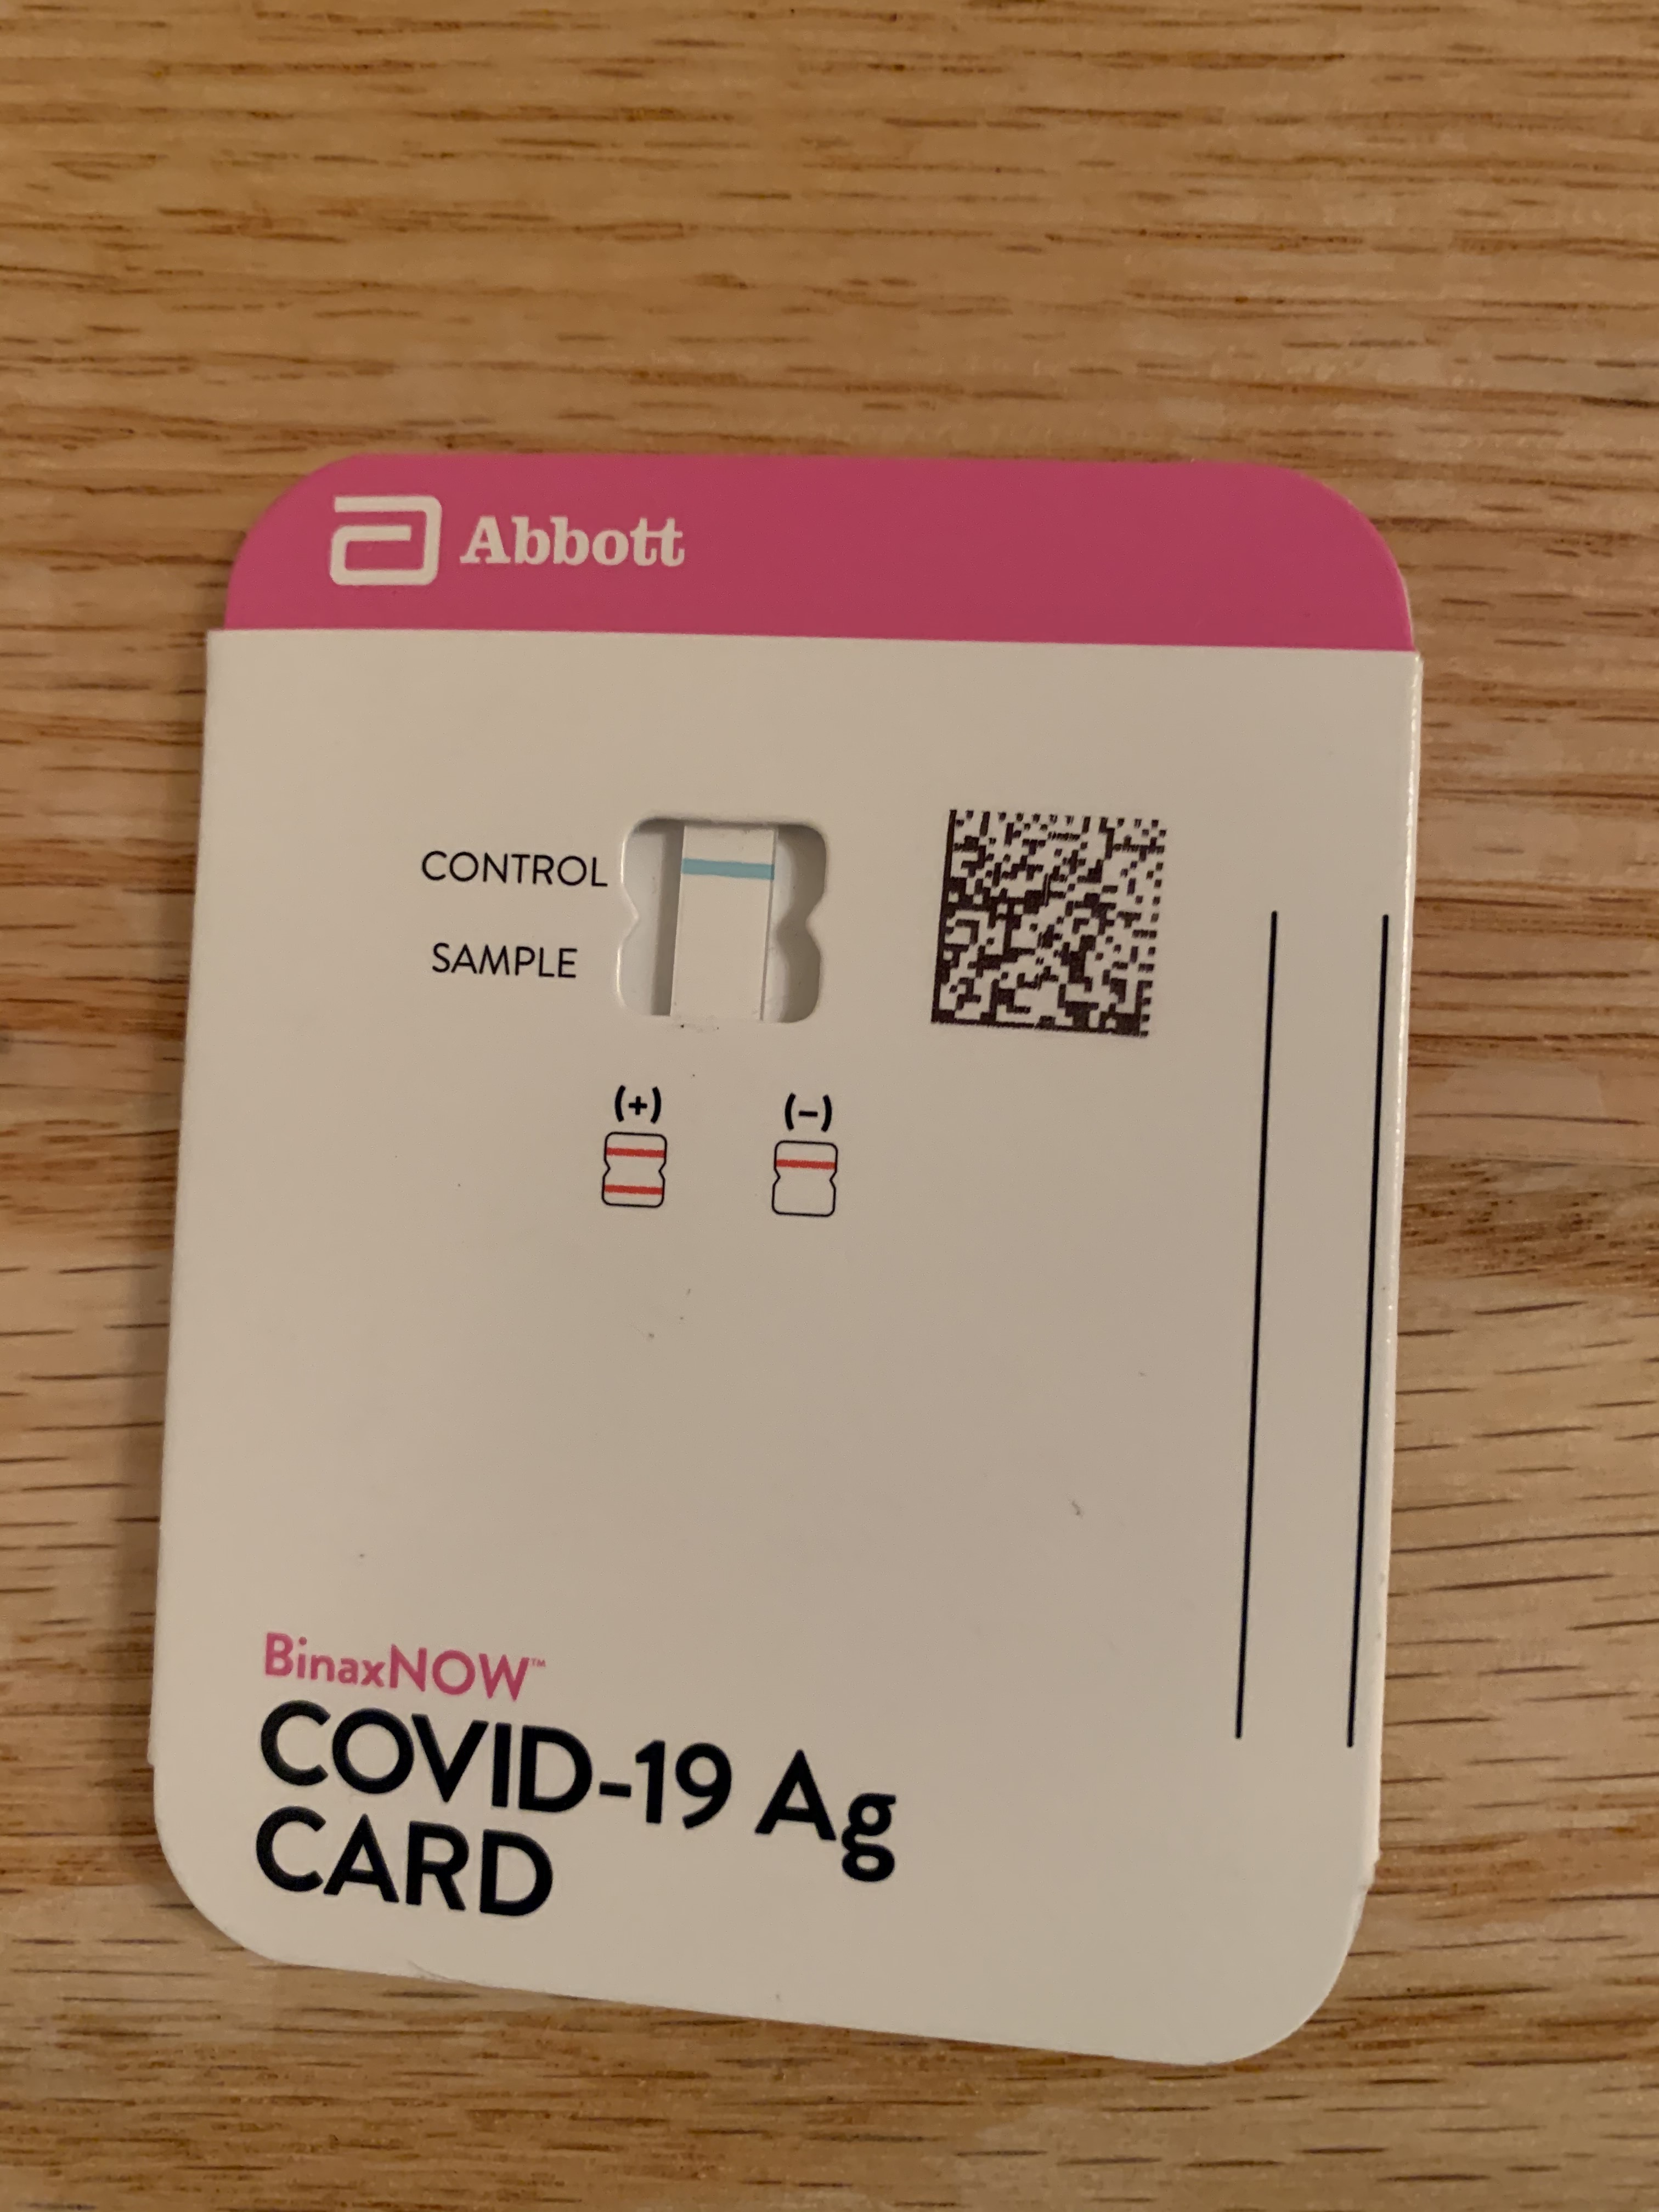 Abbott
CONTROL
SAMPLE
(+) (-)
BinaxNOW™
COVID-19 Ag
CARD